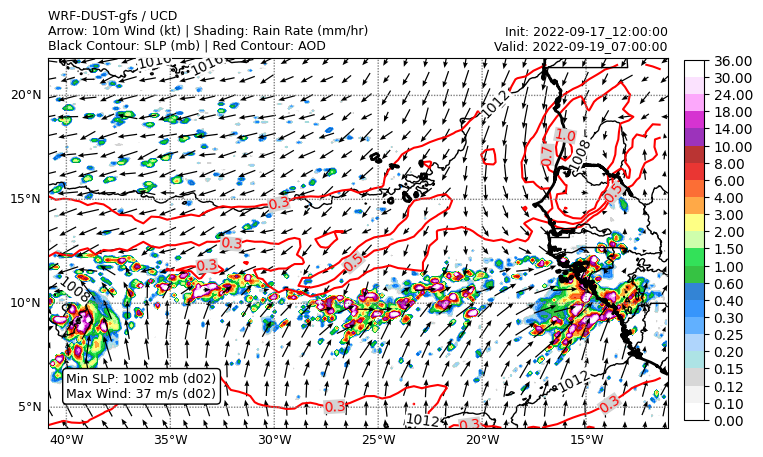 WRF-DUST-gfs / UCD
Arrow: 10m Wind (kt) | Shading: Rain Rate (mm/hr)
Black Contour: SLP (mb) | Red Contour: AOD
Init: 2022-09-17_12:00:00
Valid: 2022-09-19_07:00:00
20°N
15°N
10°N
5°N
40°W
35°W
30°W
25°W
20°W
15°W
1012
1008
1.0
0.7
0.5
0.3
0.3
0.3
0.5
1008
1012
0.3
0.3
1012
0.3
Min SLP: 1002 mb (d02)
Max Wind: 37 m/s (d02)
36.00
30.00
24.00
18.00
14.00
10.00
8.00
6.00
4.00
3.00
2.00
1.50
1.00
0.60
0.40
0.30
0.25
0.20
0.15
0.12
0.10
0.00